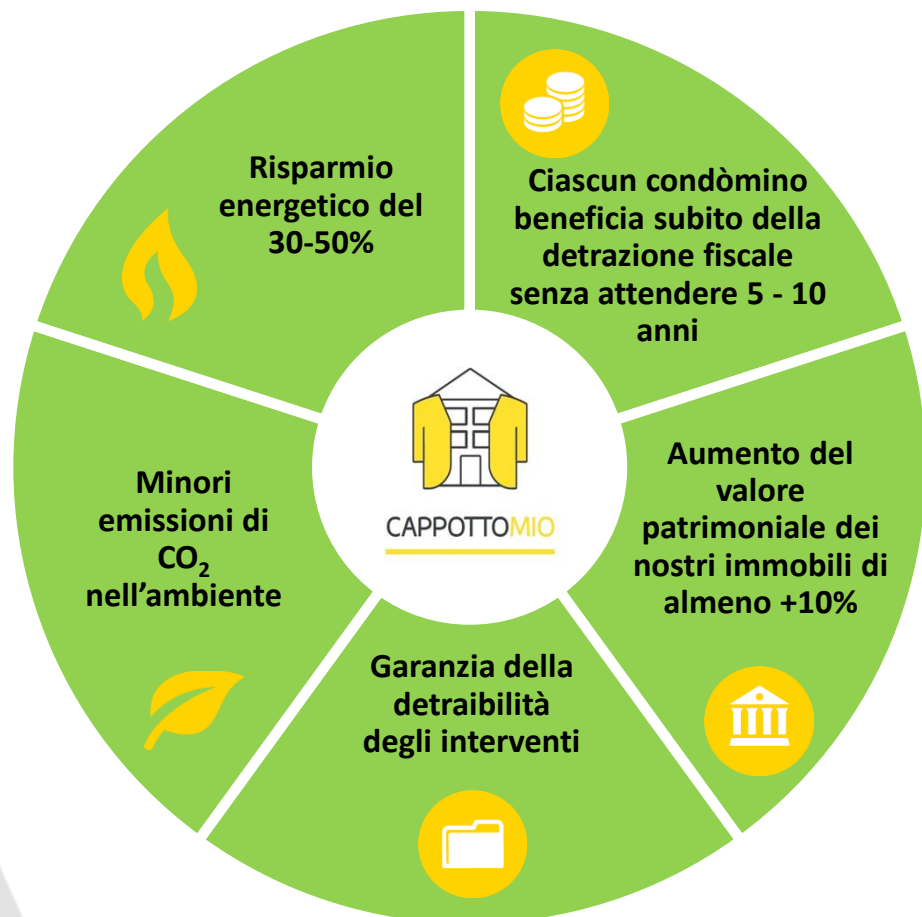 Risparmio
energetico del
30-50%
Ciascun condòmino
beneficia subito della
detrazione fiscale
senza attendere 5 - 10
anni
Aumento del
valore
patrimoniale dei
nostri immobili di
almeno +10%
Garanzia della
detraibilità
degli interventi
Minori
emissioni di
CO₂
nell’ambiente
CAPPOTTOMIO